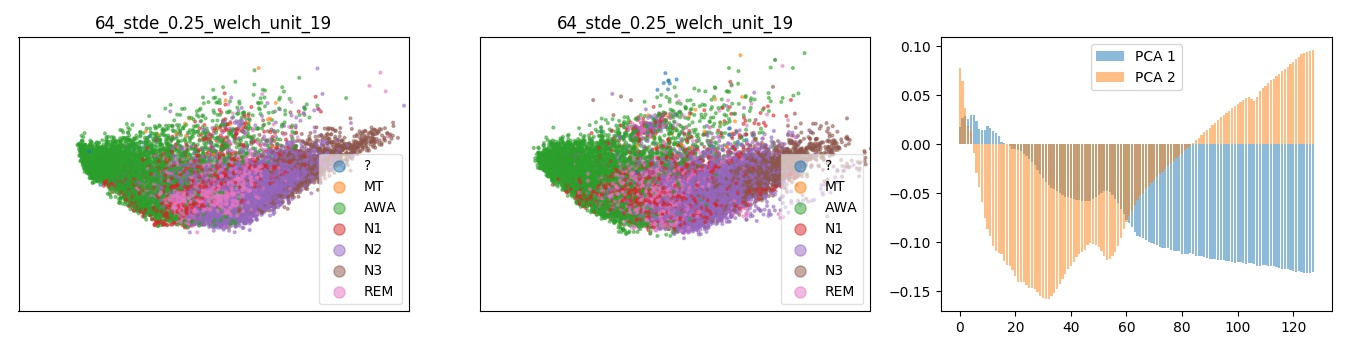 64_stde_0.25_welch_unit_19
?
MT
AWA
N1
N2
N3
REM
64_stde_0.25_welch_unit_19
?
MT
AWA
N1
N2
N3
REM
PCA 1
PCA 2
0.10
0.05
0.00
−0.05
−0.10
−0.15
0 20 40 60 80 100 120